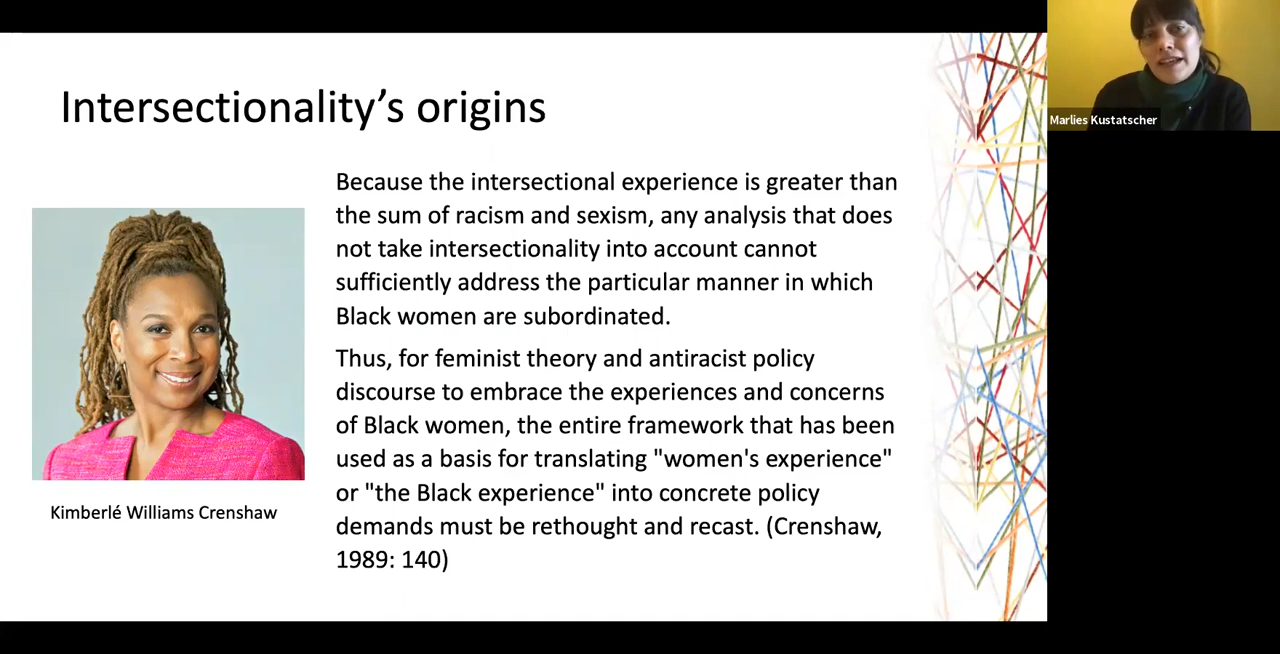 Intersectionality’s origins
Because the intersectional experience is greater than
the sum of racism and sexism, any analysis that does
not take intersectionality into account cannot
sufficiently address the particular manner in which
Black women are subordinated.
Thus, for feminist theory and antiracist policy
discourse to embrace the experiences and concerns
of Black women, the entire framework that has been
used as a basis for translating "women's experience"
or "the Black experience" into concrete policy
demands must be rethought and recast. (Crenshaw,
1989: 140)
Kimberlé Williams Crenshaw
Marlies Kustatscher